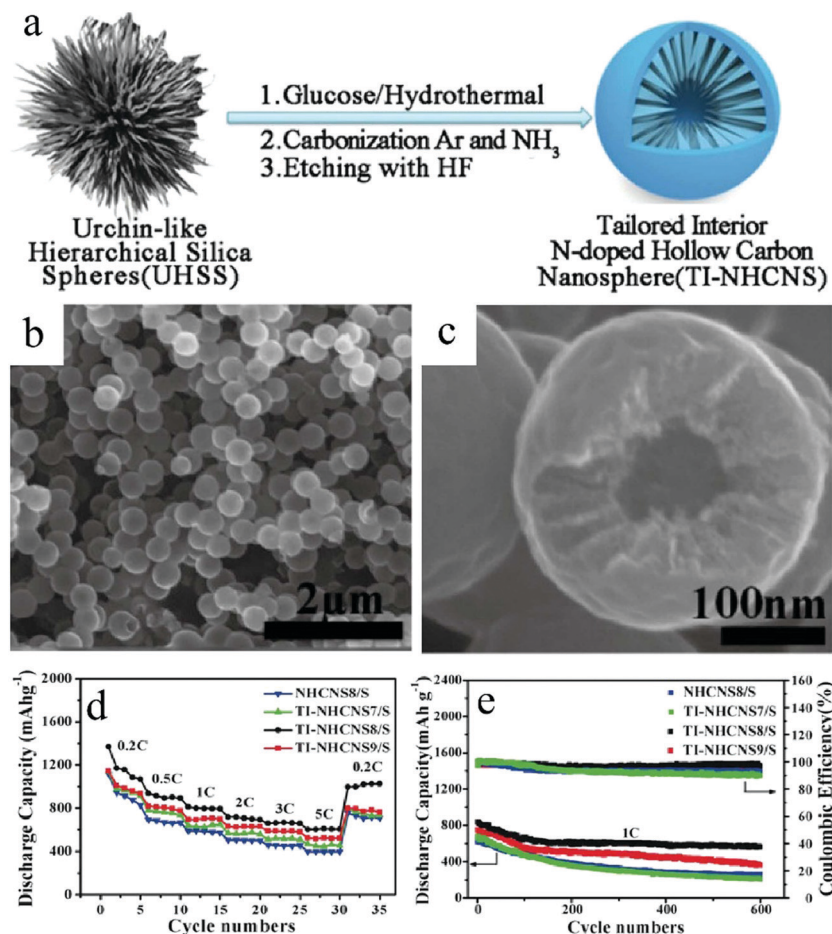 a
1.Glucose/Hydrothermal
2.Carbonization Ar and NH₃
3.Etching with HF
Urchin-like
Hierarchical Silica
Spheres(UHSS)
Tailored Interior
N-doped Hollow Carbon
Nanosphere(TI-NHCNS)
b
2μm
c
100nm
d
NHCNS8/S
TI-NHCNS7/S
TI-NHCNS8/S
TI-NHCNS9/S
0.2C
0.5C
1C
2C
3C
5C
0.2C
Discharge Capacity (mAhg⁻¹)
2000
1600
1200
800
400
0
0 5 10 15 20 25 30 35
Cycle numbers
e
NHCNS8/S
TI-NHCNS7/S
TI-NHCNS8/S
TI-NHCNS9/S
1C
Discharge Capacity(mAh g⁻¹)
2400
2000
1600
1200
800
400
0
0 200 400 600
Cycle numbers
160
140
120
100
80
60
40
20
0
Coulombic Efficiency(%)